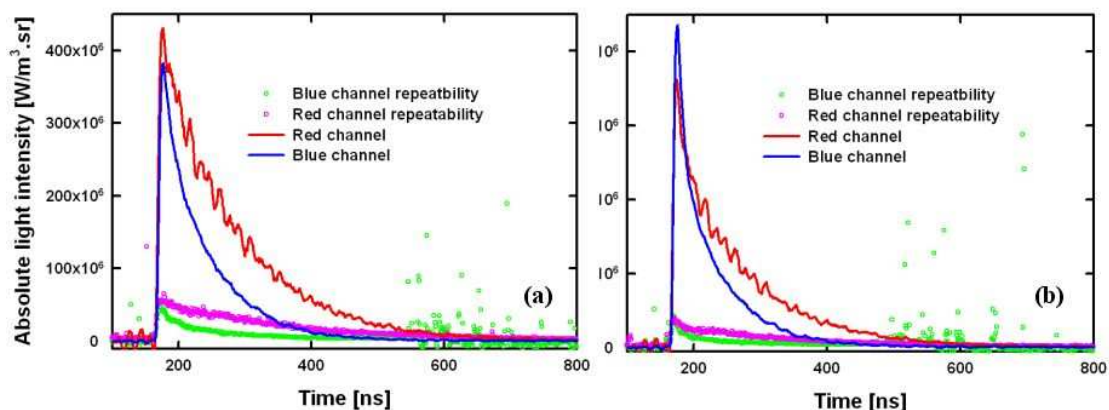 Absolute light intensity [W/m³.sr]
400x10⁶
300x10⁶
200x10⁶
100x10⁶
0
200
400
600
800
Time [ns]
Blue channel repeatbility
Red channel repeatability
Red channel
Blue channel
(a)
10⁶
10⁶
10⁶
10⁶
0
200
400
600
800
Time [ns]
Blue channel repeatbility
Red channel repeatability
Red channel
Blue channel
(b)